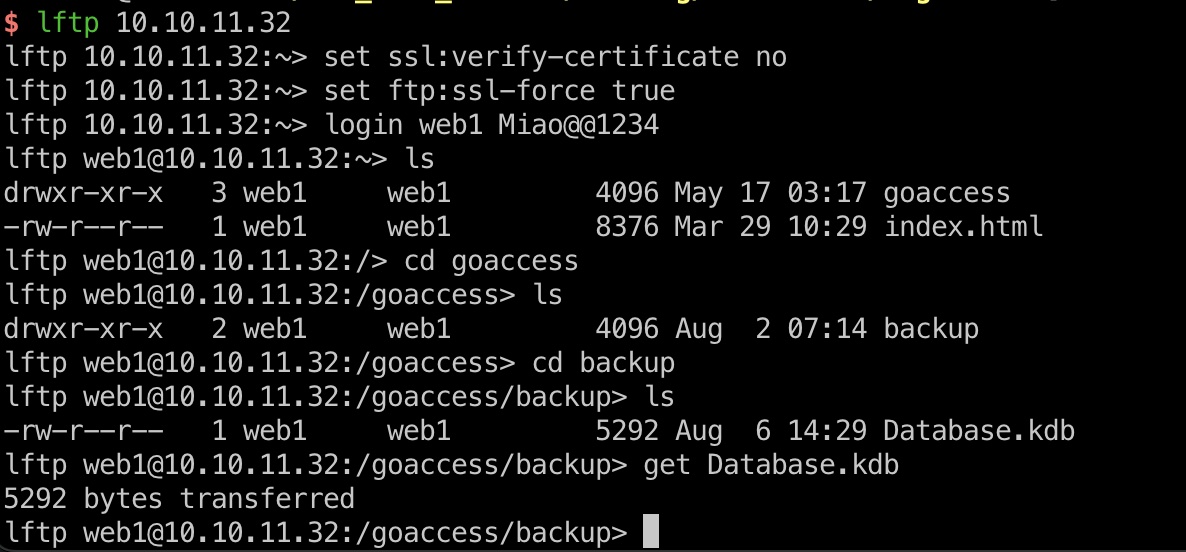 $ lftp 10.10.11.32
lftp 10.10.11.32:~> set ssl:verify-certificate no
lftp 10.10.11.32:~> set ftp:ssl-force true
lftp 10.10.11.32:~> login web1 Miao@@1234
lftp web1@10.10.11.32:~> ls
drwxr-xr-x   3 web1     web1         4096 May 17 03:17 goaccess
-rw-r--r--   1 web1     web1         8376 Mar 29 10:29 index.html
lftp web1@10.10.11.32:/> cd goaccess
lftp web1@10.10.11.32:/goaccess> ls
drwxr-xr-x   2 web1     web1         4096 Aug  2 07:14 backup
lftp web1@10.10.11.32:/goaccess> cd backup
lftp web1@10.10.11.32:/goaccess/backup> ls
-rw-r--r--   1 web1     web1         5292 Aug  6 14:29 Database.kdb
lftp web1@10.10.11.32:/goaccess/backup> get Database.kdb
5292 bytes transferred
lftp web1@10.10.11.32:/goaccess/backup>